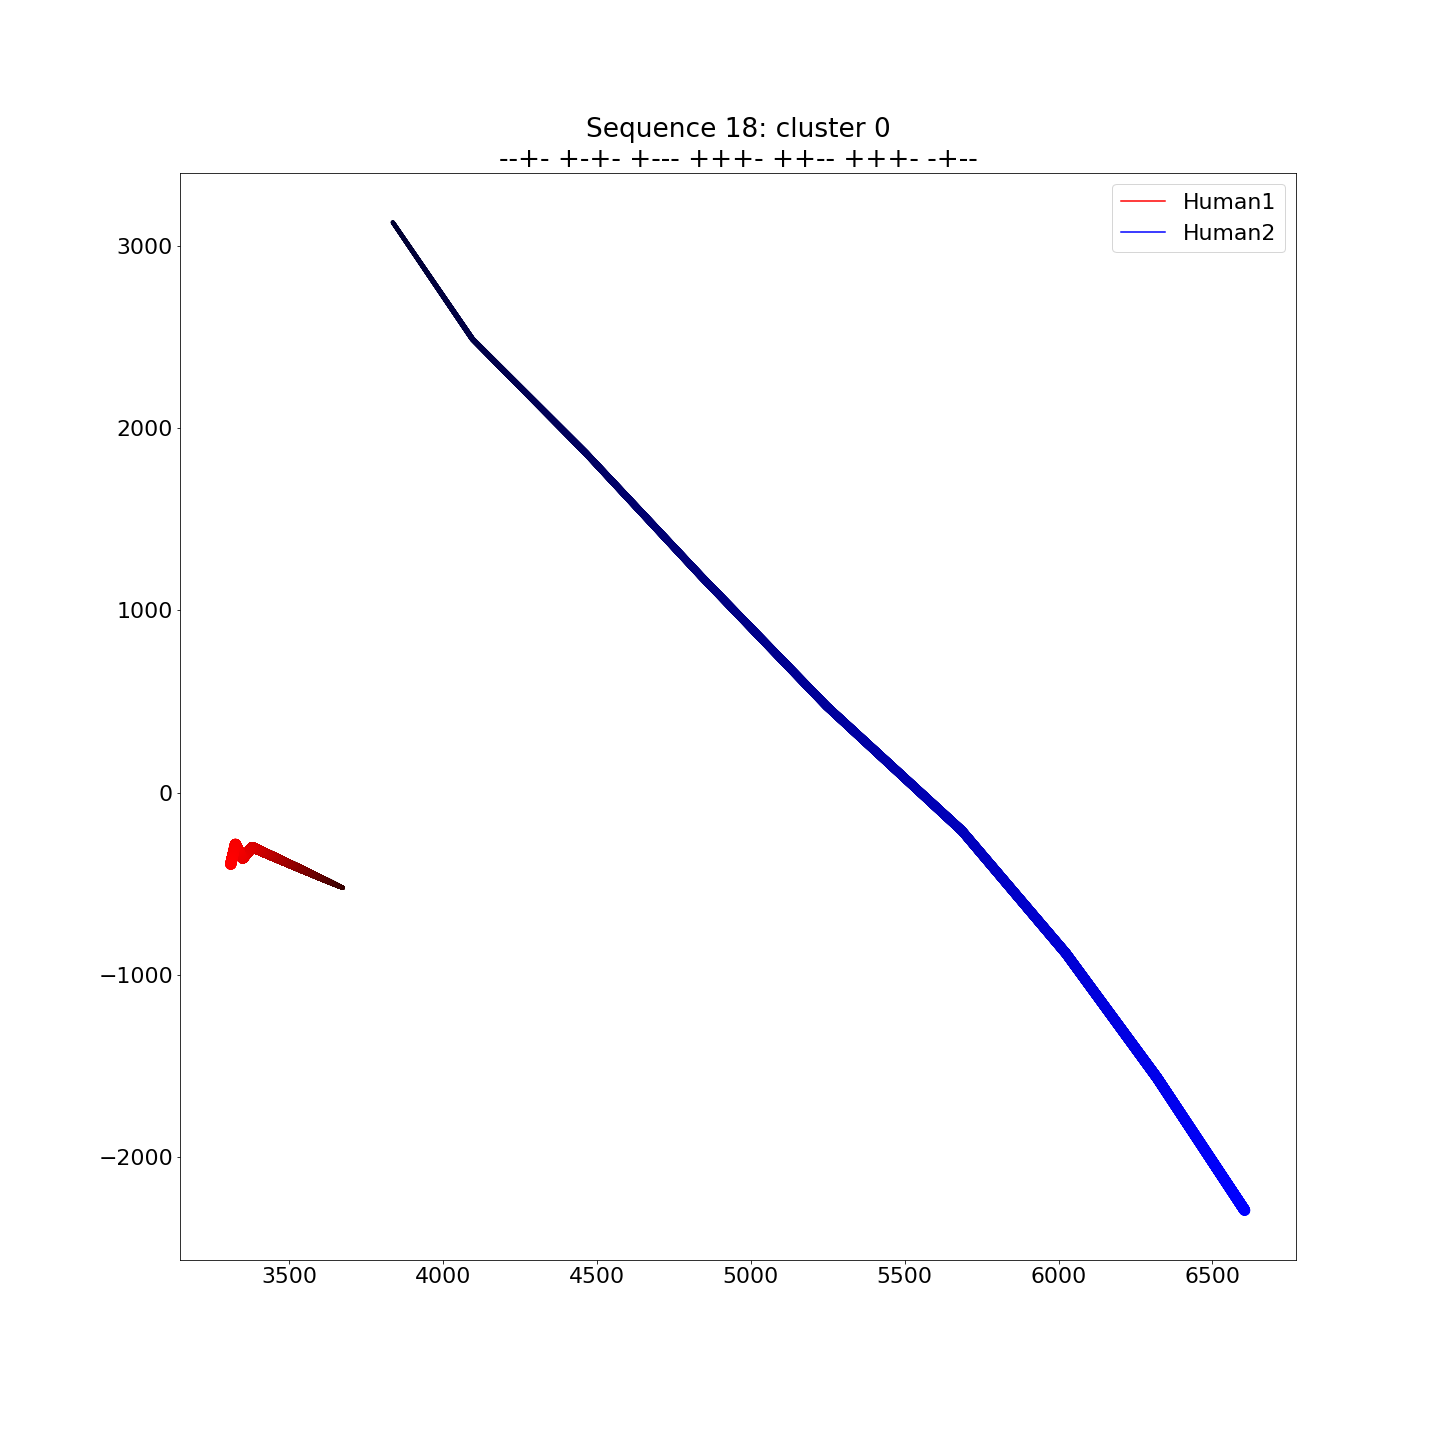 Sequence 18: cluster 0
--+- +-+- +--- +++- ++-- +++- -+--
Human1
Human2
3000
2000
1000
0
−1000
−2000
3500 4000 4500 5000 5500 6000 6500